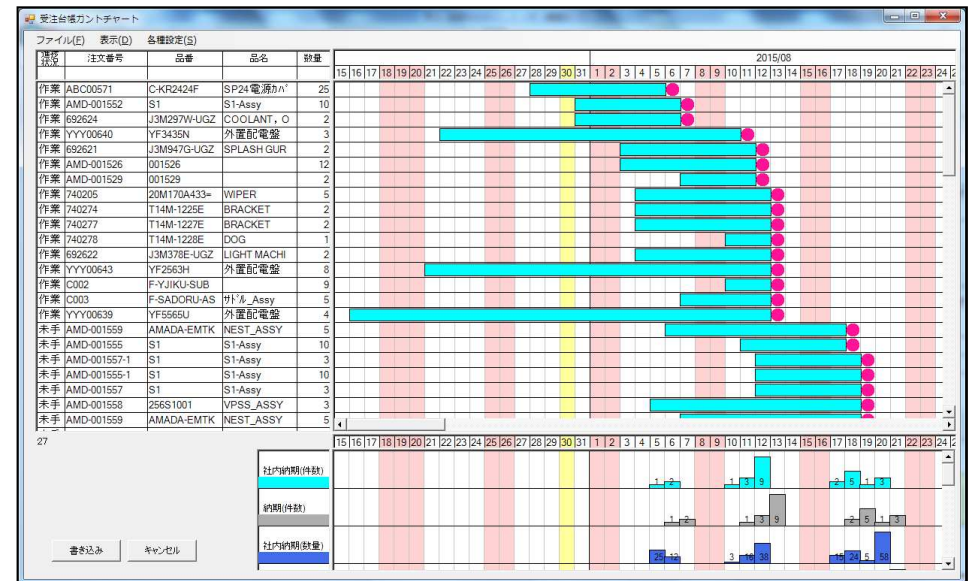 受注台帳ガントチャート
ファイル(F) 表示(D) 各種設定(S)
進捗状況 注文番号 品番 品名 数量
2015/08
15 16 17 18 19 20 21 22 23 24 25 26 27 28 29 30 31 1 2 3 4 5 6 7 8 9 10 11 12 13 14 15 16 17 18 19 20 21 22 23 24 2
作業 ABC00571 C-KR2424F SP24電源カバ 25
作業 AMD-001552 S1 S1-Assy 10
作業 692624 J3M297W-UGZ COOLANT, O 2
作業 YYY00640 YF3435N 外置配電盤 3
作業 692621 J3M947G-UGZ SPLASH GUR 2
作業 AMD-001526 001526 12
作業 AMD-001529 001529 2
作業 740205 20M170A433= WIPER 5
作業 740274 T14M-1225E BRACKET 2
作業 740277 T14M-1227E BRACKET 2
作業 740278 T14M-1228E DOG 1
作業 692622 J3M378E-UGZ LIGHT MACHI 2
作業 YYY00643 YF2563H 外置配電盤 8
作業 C002 F-YJIKU-SUB 9
作業 C003 F-SADORU-AS サドル_Assy 5
作業 YYY00639 YF5565U 外置配電盤 4
未手 AMD-001559 AMADA-EMTK NEST_ASSY 5
未手 AMD-001555 S1 S1-Assy 10
未手 AMD-001557-1 S1 S1-Assy 3
未手 AMD-001555-1 S1 S1-Assy 10
未手 AMD-001557 S1 S1-Assy 3
未手 AMD-001558 256S1001 VPSS_ASSY 3
未手 AMD-001559 AMADA-EMTK NEST_ASSY 5
27
15 16 17 18 19 20 21 22 23 24 25 26 27 28 29 30 31 1 2 3 4 5 6 7 8 9 10 11 12 13 14 15 16 17 18 19 20 21 22 23 24 2
社内納期(件数)
1 2 1 3 9 2 5 1 3
納期(件数)
1 2 1 3 9 2 5 1 3
社内納期(数量)
25 12 3 16 38 15 24 5 58
書き込み キャンセル